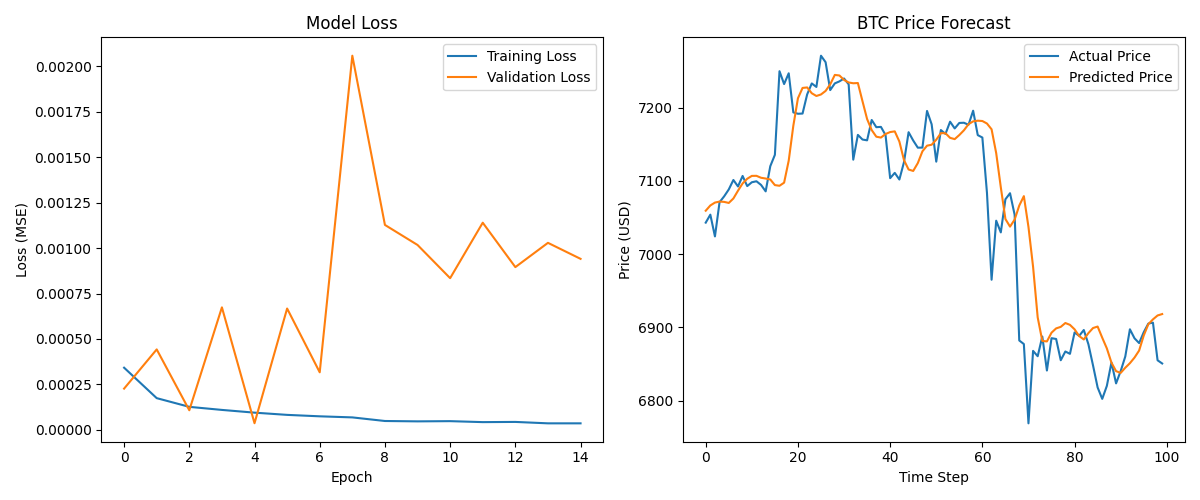 Model Loss
Training Loss
Validation Loss
0.00200
0.00175
0.00150
0.00125
0.00100
0.00075
0.00050
0.00025
0.00000
Loss (MSE)
0 2 4 6 8 10 12 14
Epoch
BTC Price Forecast
Actual Price
Predicted Price
7200
7100
7000
6900
6800
Price (USD)
0 20 40 60 80 100
Time Step